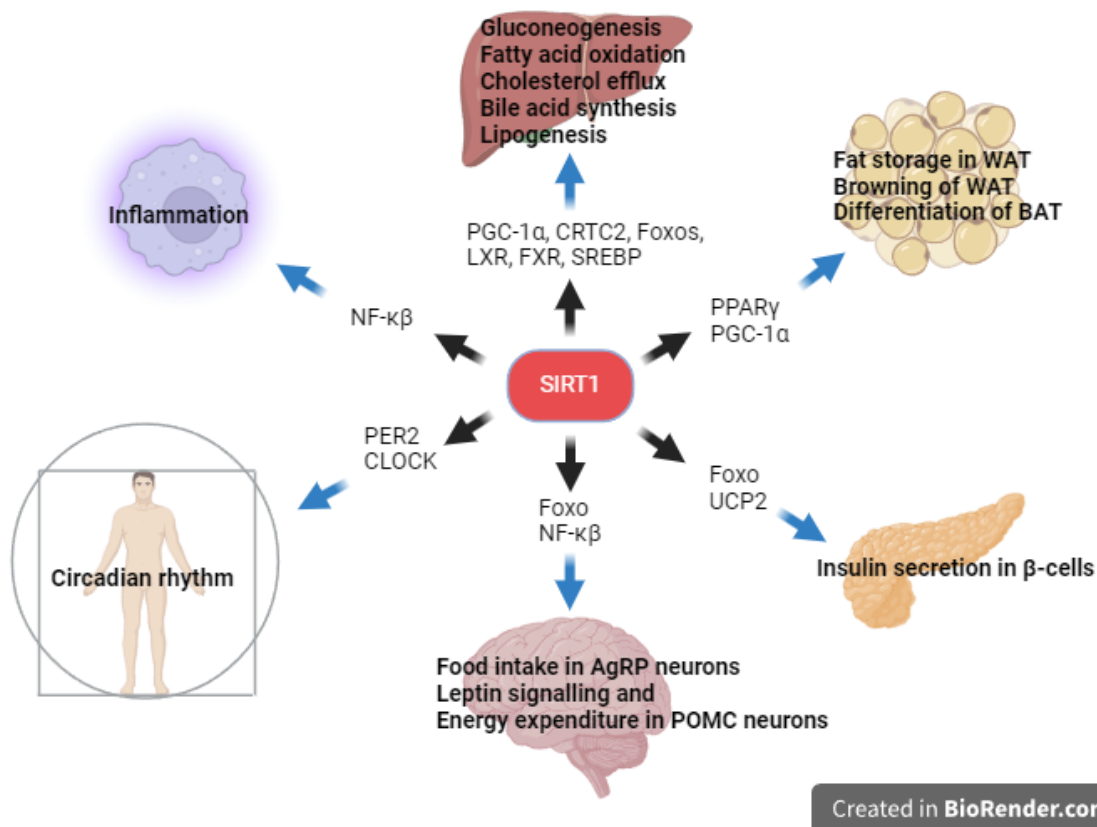 Gluconeogenesis
Fatty acid oxidation
Cholesterol efflux
Bile acid synthesis
Lipogenesis
Fat storage in WAT
Browning of WAT
Differentiation of BAT
Inflammation
PGC-1α, CRTC2, Foxos,
LXR, FXR, SREBP
NF-κβ
PPARγ
PGC-1α
SIRT1
PER2
CLOCK
Foxo
UCP2
Foxo
NF-κβ
Circadian rhythm
Insulin secretion in β-cells
Food intake in AgRP neurons
Leptin signalling and
Energy expenditure in POMC neurons
Created in BioRender.com